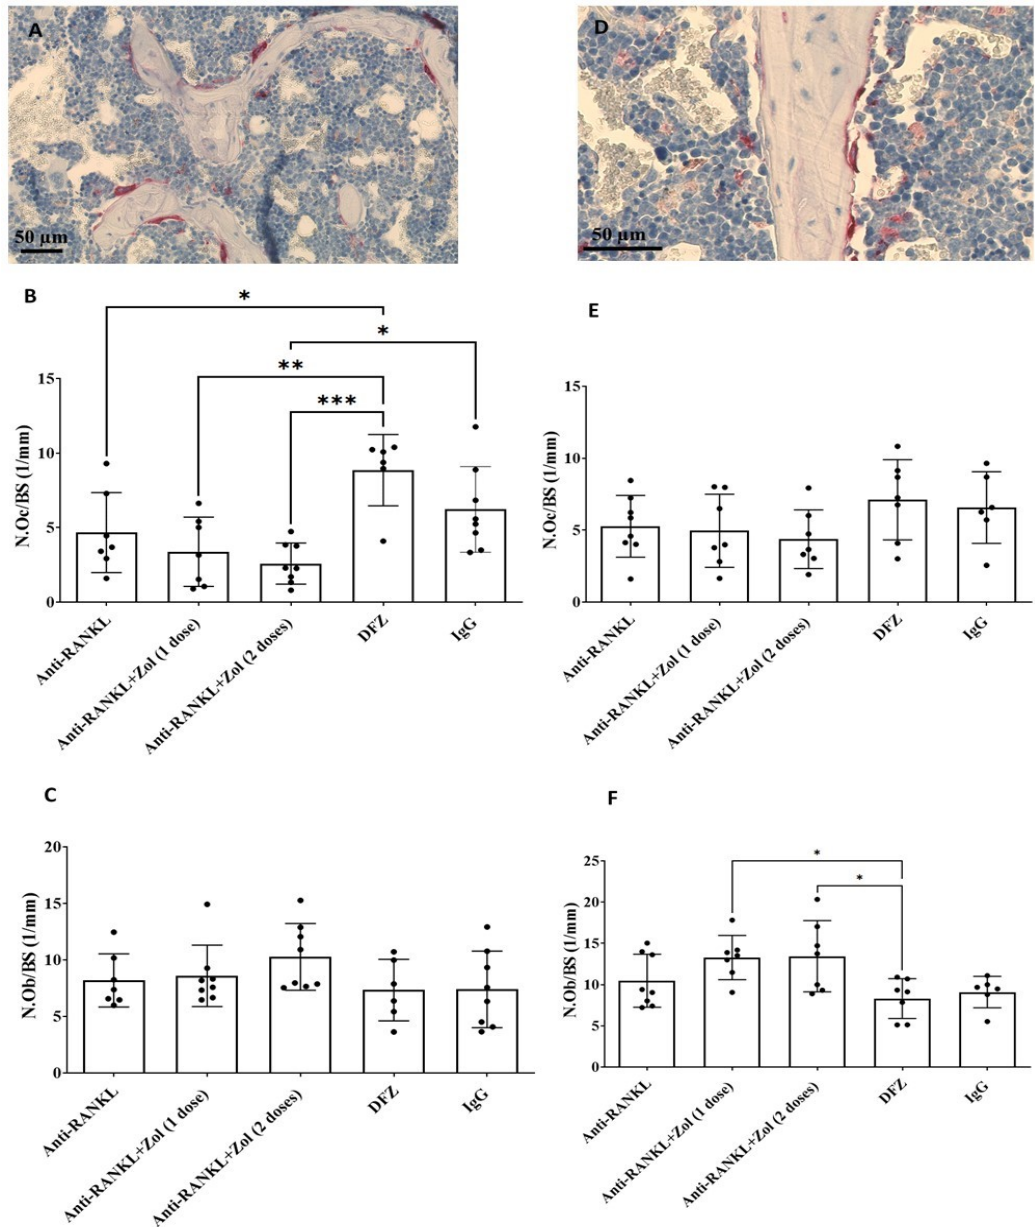 A
50 µm
D
50 µm
B
*
*
**
***
N.Oc/BS (1/mm)
15
10
5
0
Anti-RANKL
Anti-RANKL+Zol (1 dose)
Anti-RANKL+Zol (2 doses)
DFZ
IgG
E
N.Oc/BS (1/mm)
15
10
5
0
Anti-RANKL
Anti-RANKL+Zol (1 dose)
Anti-RANKL+Zol (2 doses)
DFZ
IgG
C
N.Ob/BS (1/mm)
20
15
10
5
0
Anti-RANKL
Anti-RANKL+Zol (1 dose)
Anti-RANKL+Zol (2 doses)
DFZ
IgG
F
*
*
N.Ob/BS (1/mm)
25
20
15
10
5
0
Anti-RANKL
Anti-RANKL+Zol (1 dose)
Anti-RANKL+Zol (2 doses)
DFZ
IgG